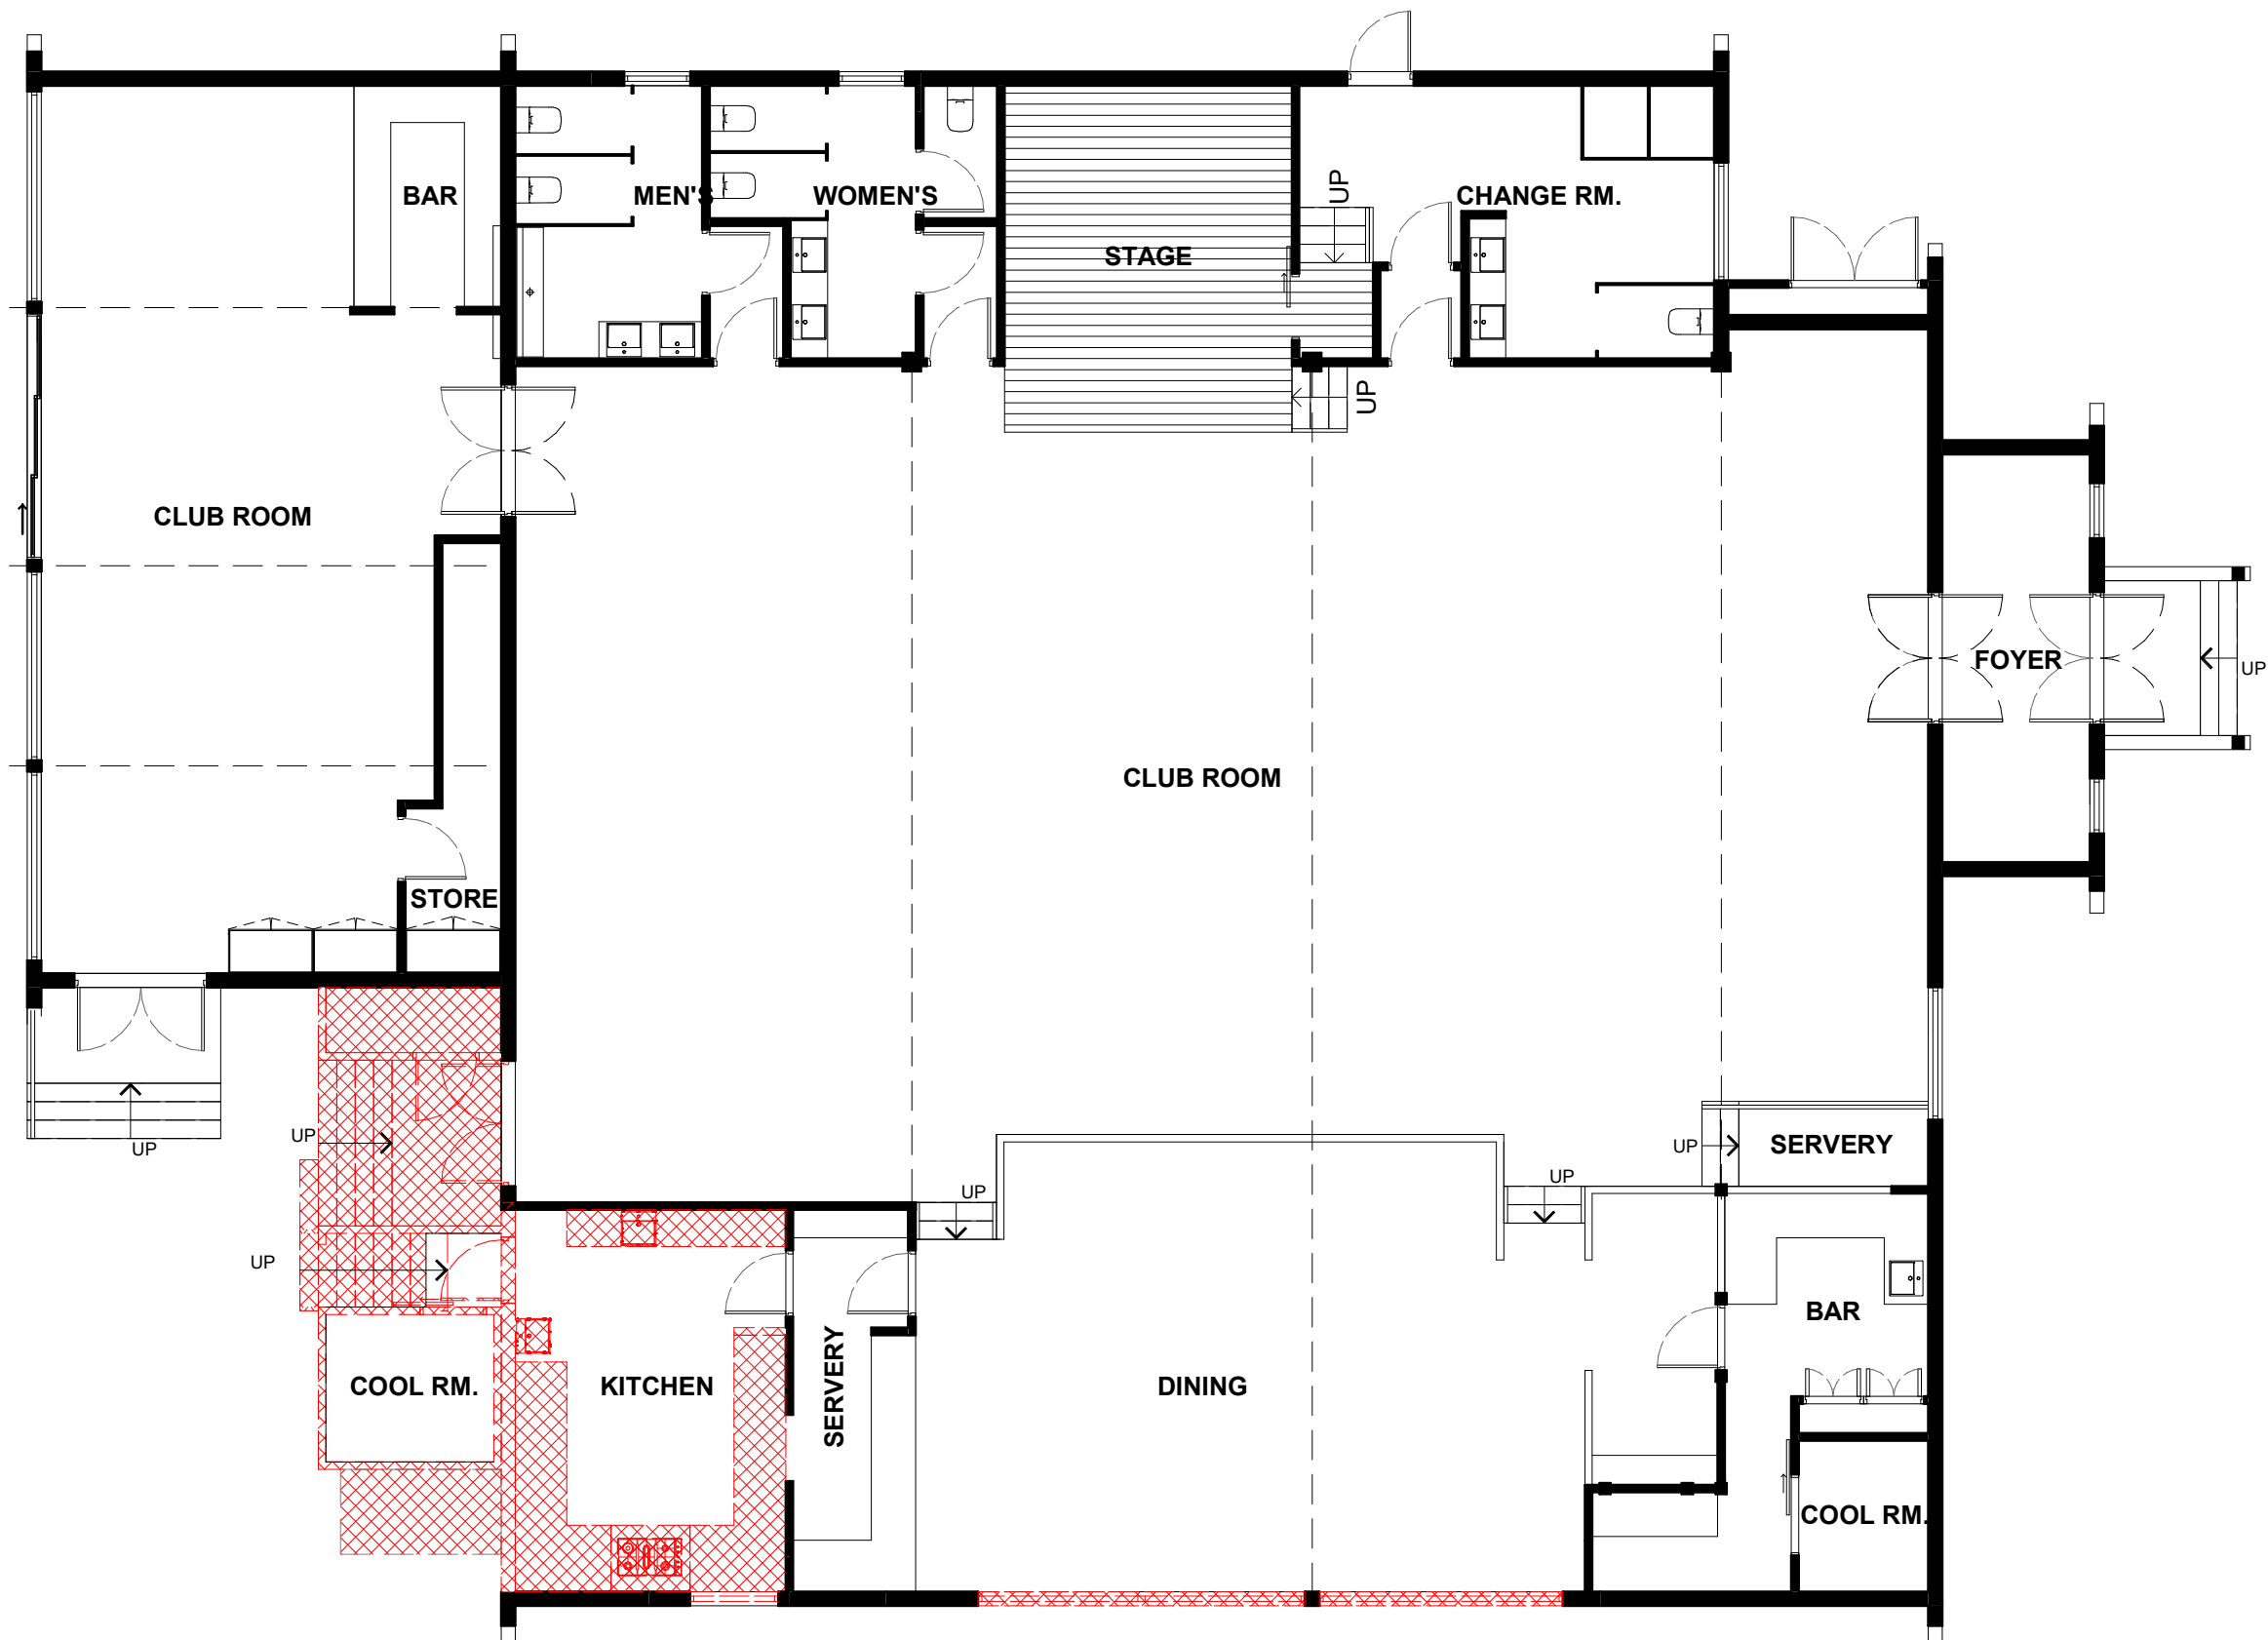 BAR
MEN'S
WOMEN'S
UP
CHANGE RM.
STAGE
UP
CLUB ROOM
FOYER
UP
CLUB ROOM
STORE
UP
UP
UP
SERVERY
UP
UP
UP
BAR
COOL RM.
KITCHEN
SERVERY
DINING
COOL RM.